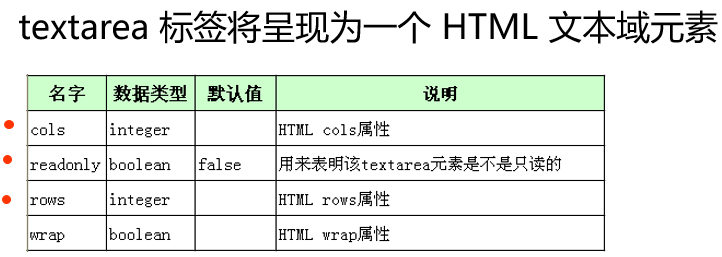 textarea 标签将呈现为一个 HTML 文本域元素
名字 数据类型 默认值 说明
cols integer HTML cols属性
readonly boolean false 用来表明该textarea元素是不是只读的
rows integer HTML rows属性
wrap boolean HTML wrap属性